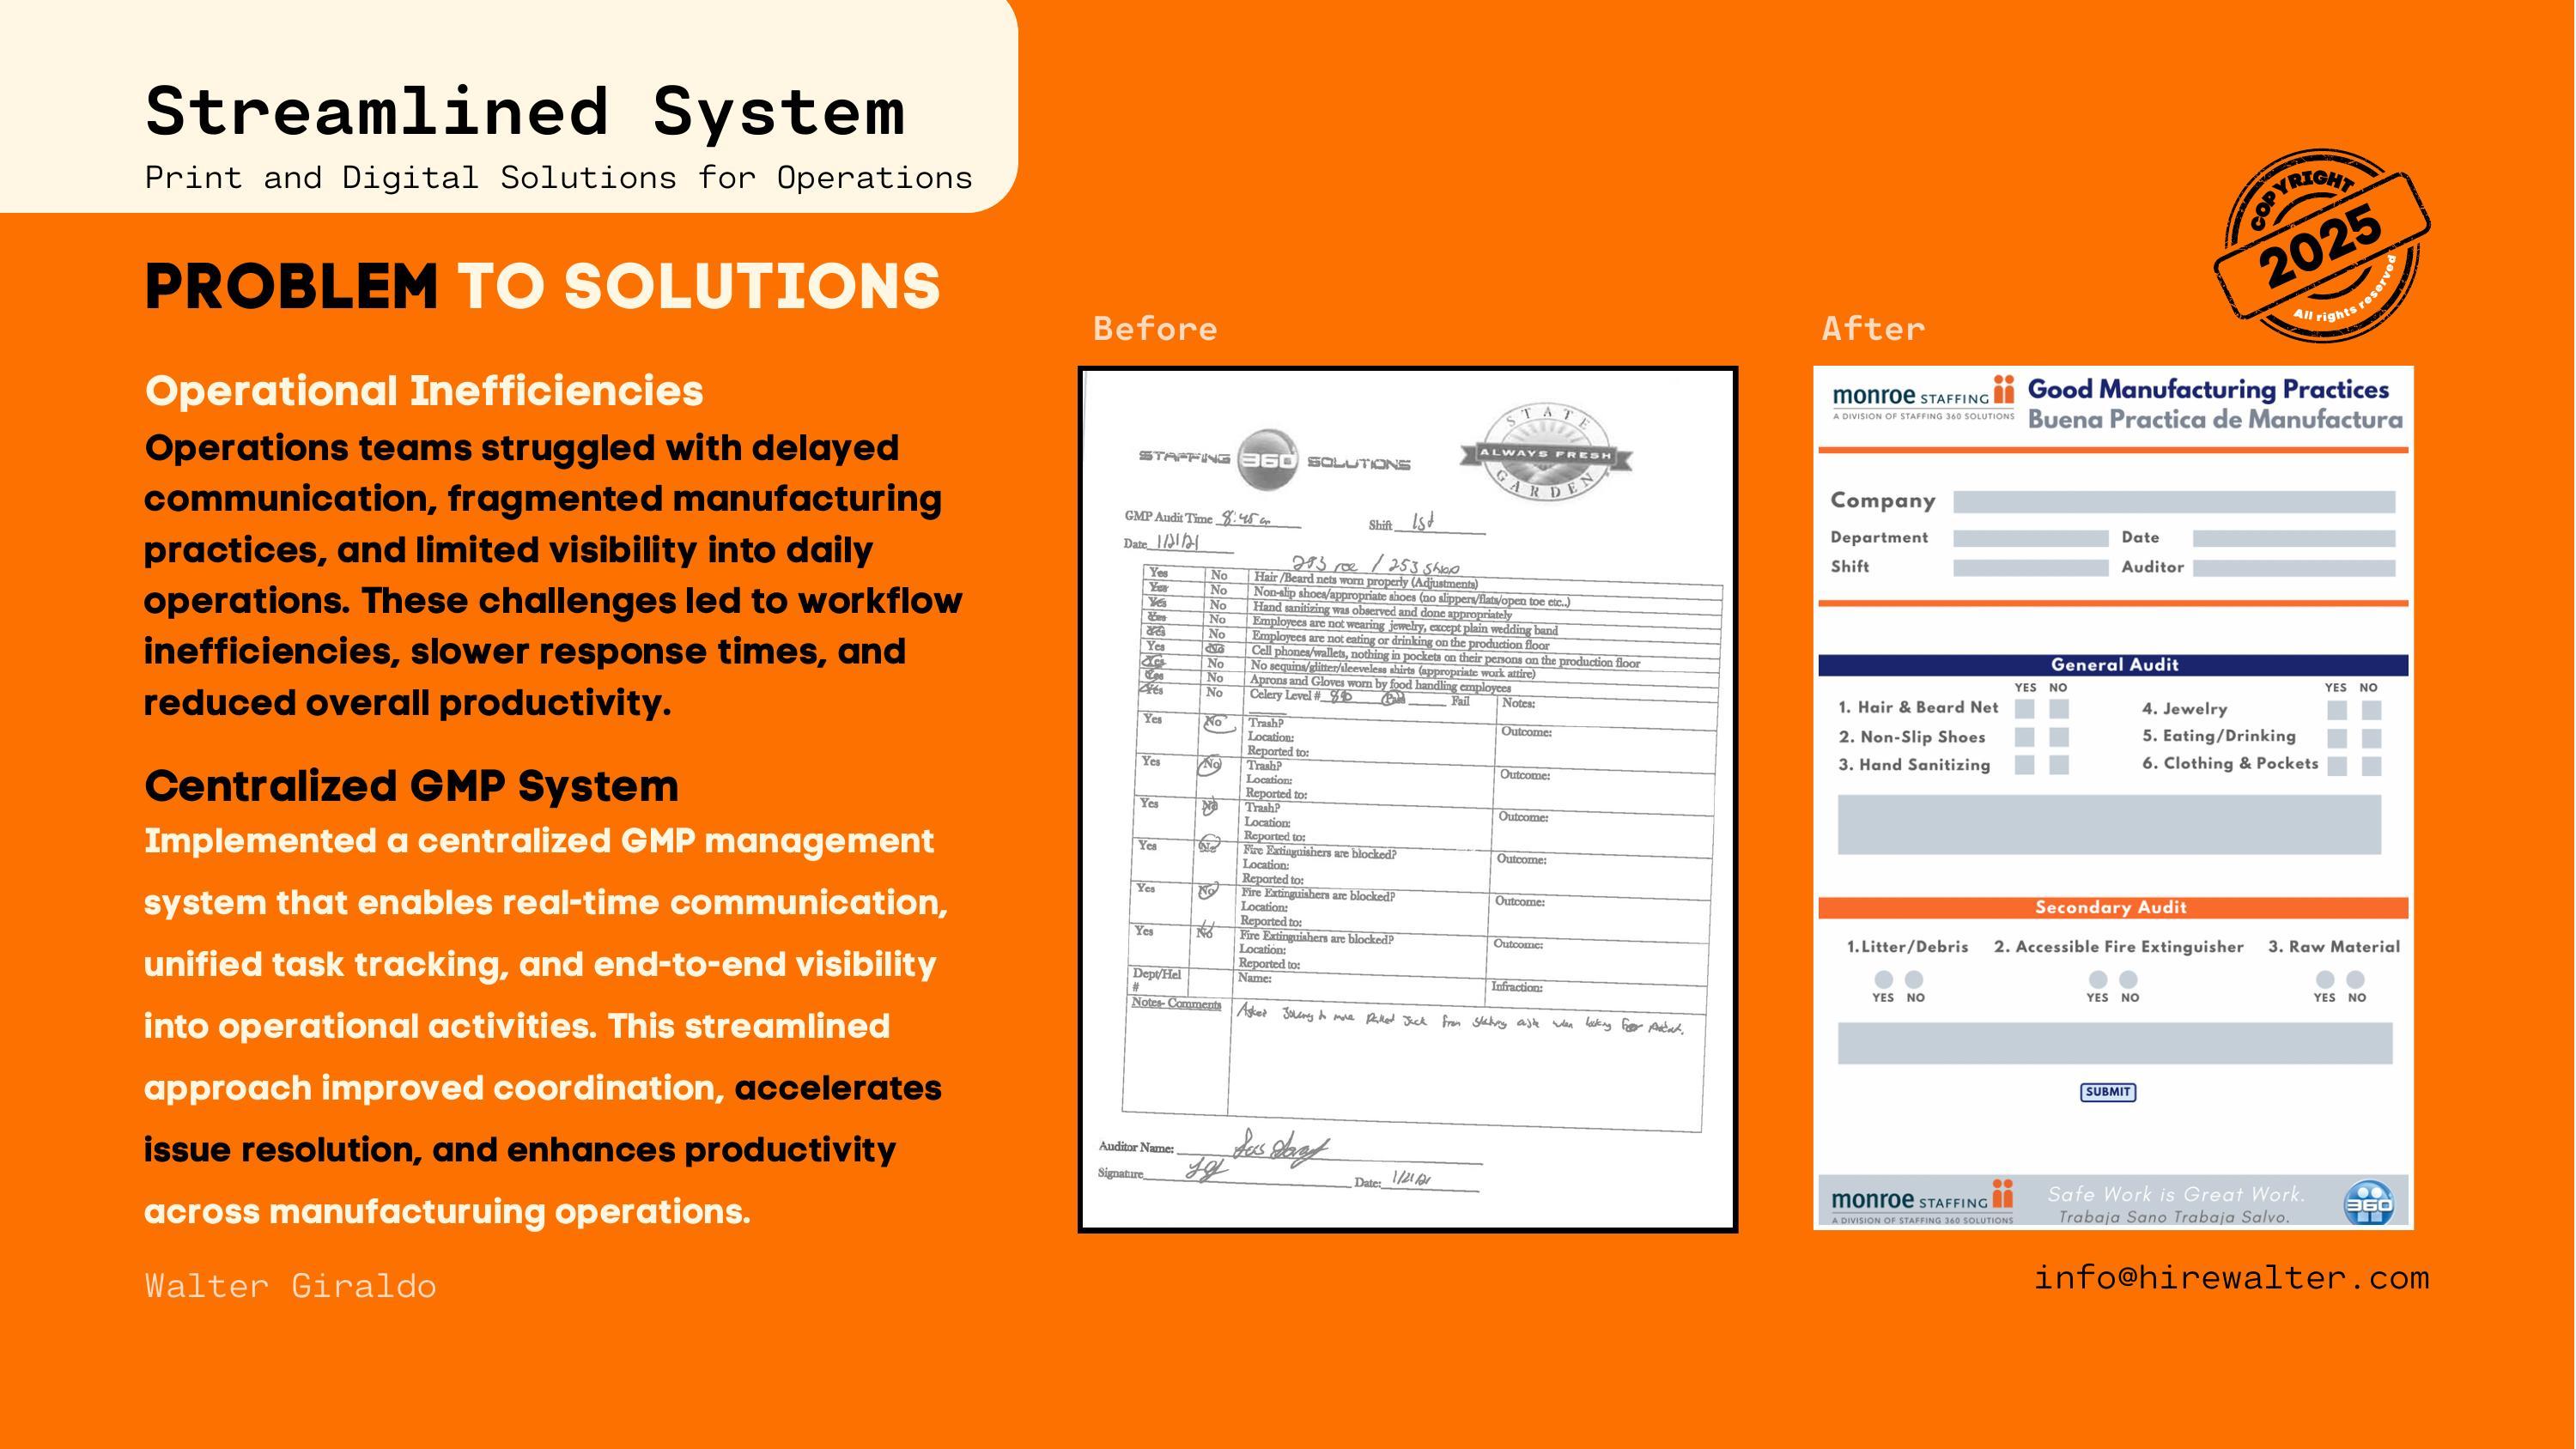 Streamlined System
Print and Digital Solutions for Operations
PROBLEM TO SOLUTIONS
Operational Inefficiencies
Operations teams struggled with delayed
communication, fragmented manufacturing
practices, and limited visibility into daily
operations. These challenges led to workflow
inefficiencies, slower response times, and
reduced overall productivity.
Centralized GMP System
Implemented a centralized GMP management
system that enables real-time communication,
unified task tracking, and end-to-end visibility
into operational activities. This streamlined
approach improved coordination, accelerates
issue resolution, and enhances productivity
across manufacturuing operations.
Walter Giraldo
Before
STAFFING 360 SOLUTIONS
STATE
ALWAYS FRESH
GARDEN
GMP Audit Time 8:45 Shift 1st
Date 1/21/21
253 / 253 shop
Yes No Hair /Beard nets worn properly (Adjustments)
Yes No Non-slip shoes/appropriate shoes (no slippers/flats/open toe etc..)
Yes No Hand sanitizing was observed and done appropriately
Yes No Employees are not wearing jewelry, except plain wedding band
Yes No Employees are not eating or drinking on the production floor
Yes No Cell phones/wallets, nothing in pockets on their persons on the production floor
Yes No No sequins/glitter/sleeveless shirts (appropriate work attire)
Yes No Aprons and Gloves worn by food handling employees
Yes No Celery Level # Pass Fail Notes:
Yes No Trash? Outcome:
Location:
Reported to:
Yes No Trash? Outcome:
Location:
Reported to:
Yes No Trash? Outcome:
Location:
Reported to:
Yes No Fire Extinguishers are blocked? Outcome:
Location:
Reported to:
Yes No Fire Extinguishers are blocked? Outcome:
Location:
Reported to:
Yes No Fire Extinguishers are blocked? Outcome:
Location:
Reported to:
Dept/Hel Name: Infraction:
#
Notes- Comments Asked to move Jack from aisle when looking
Auditor Name:
Signature Date: 1/21/21
After
COPYRIGHT
2025
All rights reserved
monroe STAFFING
A DIVISION OF STAFFING 360 SOLUTIONS
Good Manufacturing Practices
Buena Practica de Manufactura
Company
Department Date
Shift Auditor
General Audit
YES NO YES NO
1. Hair & Beard Net 4. Jewelry
2. Non-Slip Shoes 5. Eating/Drinking
3. Hand Sanitizing 6. Clothing & Pockets
Secondary Audit
1.Litter/Debris 2. Accessible Fire Extinguisher 3. Raw Material
YES NO YES NO YES NO
SUBMIT
monroe STAFFING
A DIVISION OF STAFFING 360 SOLUTIONS
Safe Work is Great Work.
Trabaja Sano Trabaja Salvo.
360
info@hirewalter.com